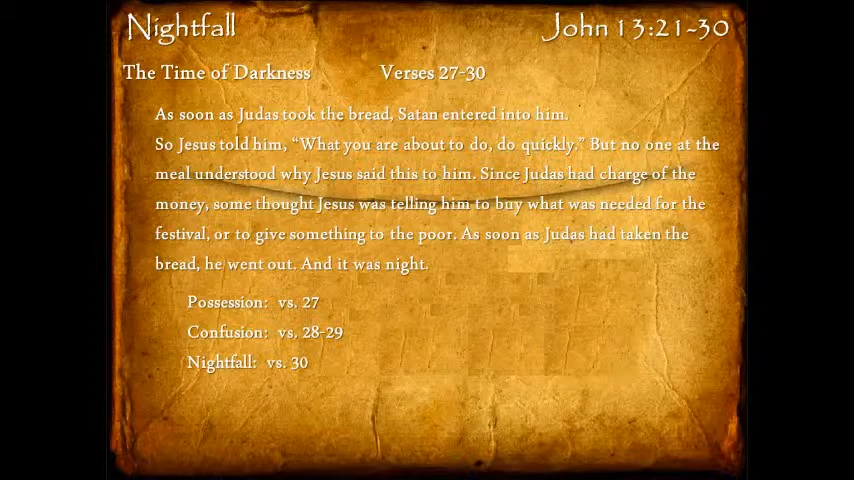 Nightfall John 13:21-30
The Time of Darkness Verses 27-30
As soon as Judas took the bread, Satan entered into him.
So Jesus told him, “What you are about to do, do quickly.” But no one at the
meal understood why Jesus said this to him. Since Judas had charge of the
money, some thought Jesus was telling him to buy what was needed for the
festival, or to give something to the poor. As soon as Judas had taken the
bread, he went out. And it was night.
Possession: vs. 27
Confusion: vs. 28-29
Nightfall: vs. 30